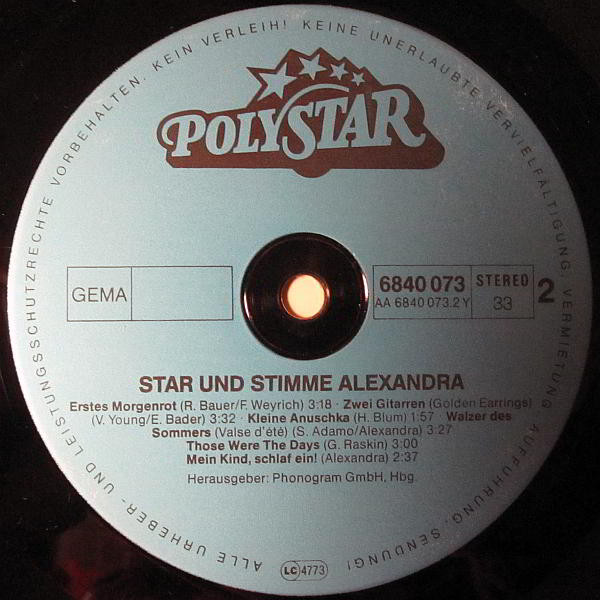 ALLE URHEBER- UND LEISTUNGSSCHUTZRECHTE VORBEHALTEN. KEIN VERLEIH! KEINE UNERLAUBTE VERVIELFÄLTIGUNG, VERMIETUNG, AUFFÜHRUNG, SENDUNG!
POLYSTAR
GEMA
6840 073
AA 6840 073.2 Y
STEREO
33
2
STAR UND STIMME ALEXANDRA
Erstes Morgenrot (R. Bauer/F. Weyrich) 3:18 · Zwei Gitarren (Golden Earrings)
(V. Young/E. Bader) 3:32 · Kleine Anuschka (H. Blum) 1:57 · Walzer des
Sommers (Valse d'été) (S. Adamo/Alexandra) 3:27
Those Were The Days (G. Raskin) 3:00
Mein Kind, schlaf ein! (Alexandra) 2:37
Herausgeber: Phonogram GmbH, Hbg.
LC 4773